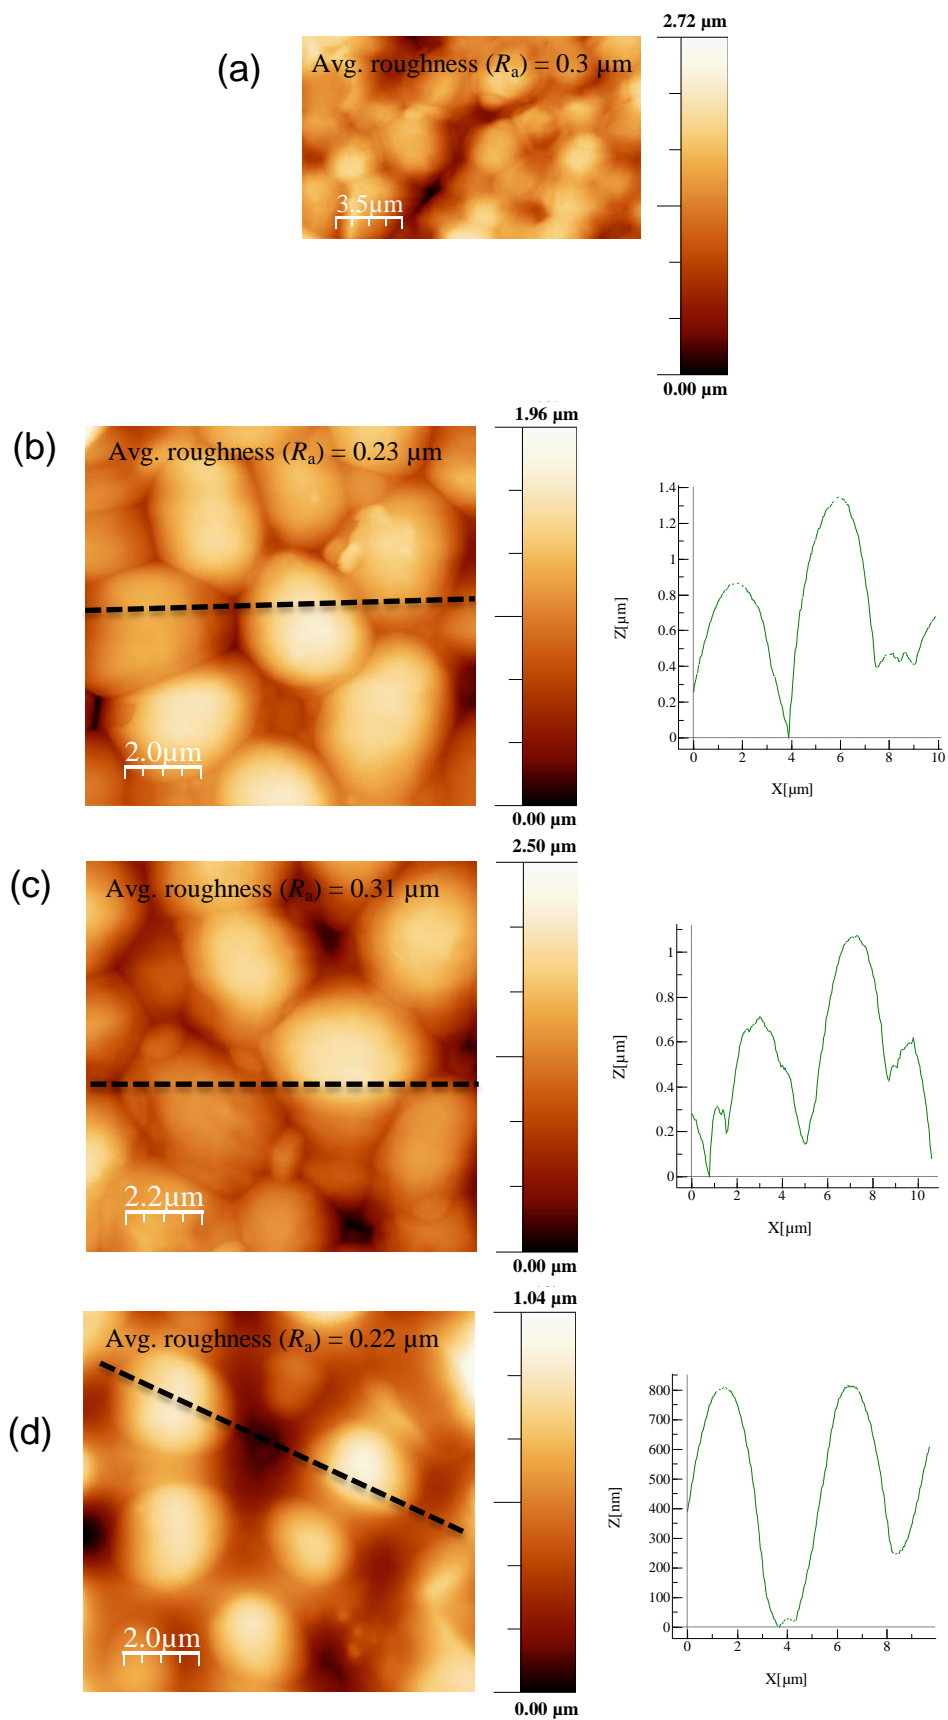 (a)
Avg. roughness (Ra) = 0.3 µm
3.5µm
2.72 µm
0.00 µm
(b)
Avg. roughness (Ra) = 0.23 µm
2.0µm
1.96 µm
0.00 µm
1.4
1.2
1
0.8
0.6
0.4
0.2
0
Z[µm]
0 2 4 6 8 10
X[µm]
(c)
Avg. roughness (Ra) = 0.31 µm
2.2µm
2.50 µm
0.00 µm
1
0.8
0.6
0.4
0.2
0
Z[µm]
0 2 4 6 8 10
X[µm]
(d)
Avg. roughness (Ra) = 0.22 µm
2.0µm
1.04 µm
0.00 µm
800
700
600
500
400
300
200
100
0
Z[nm]
0 2 4 6 8
X[µm]